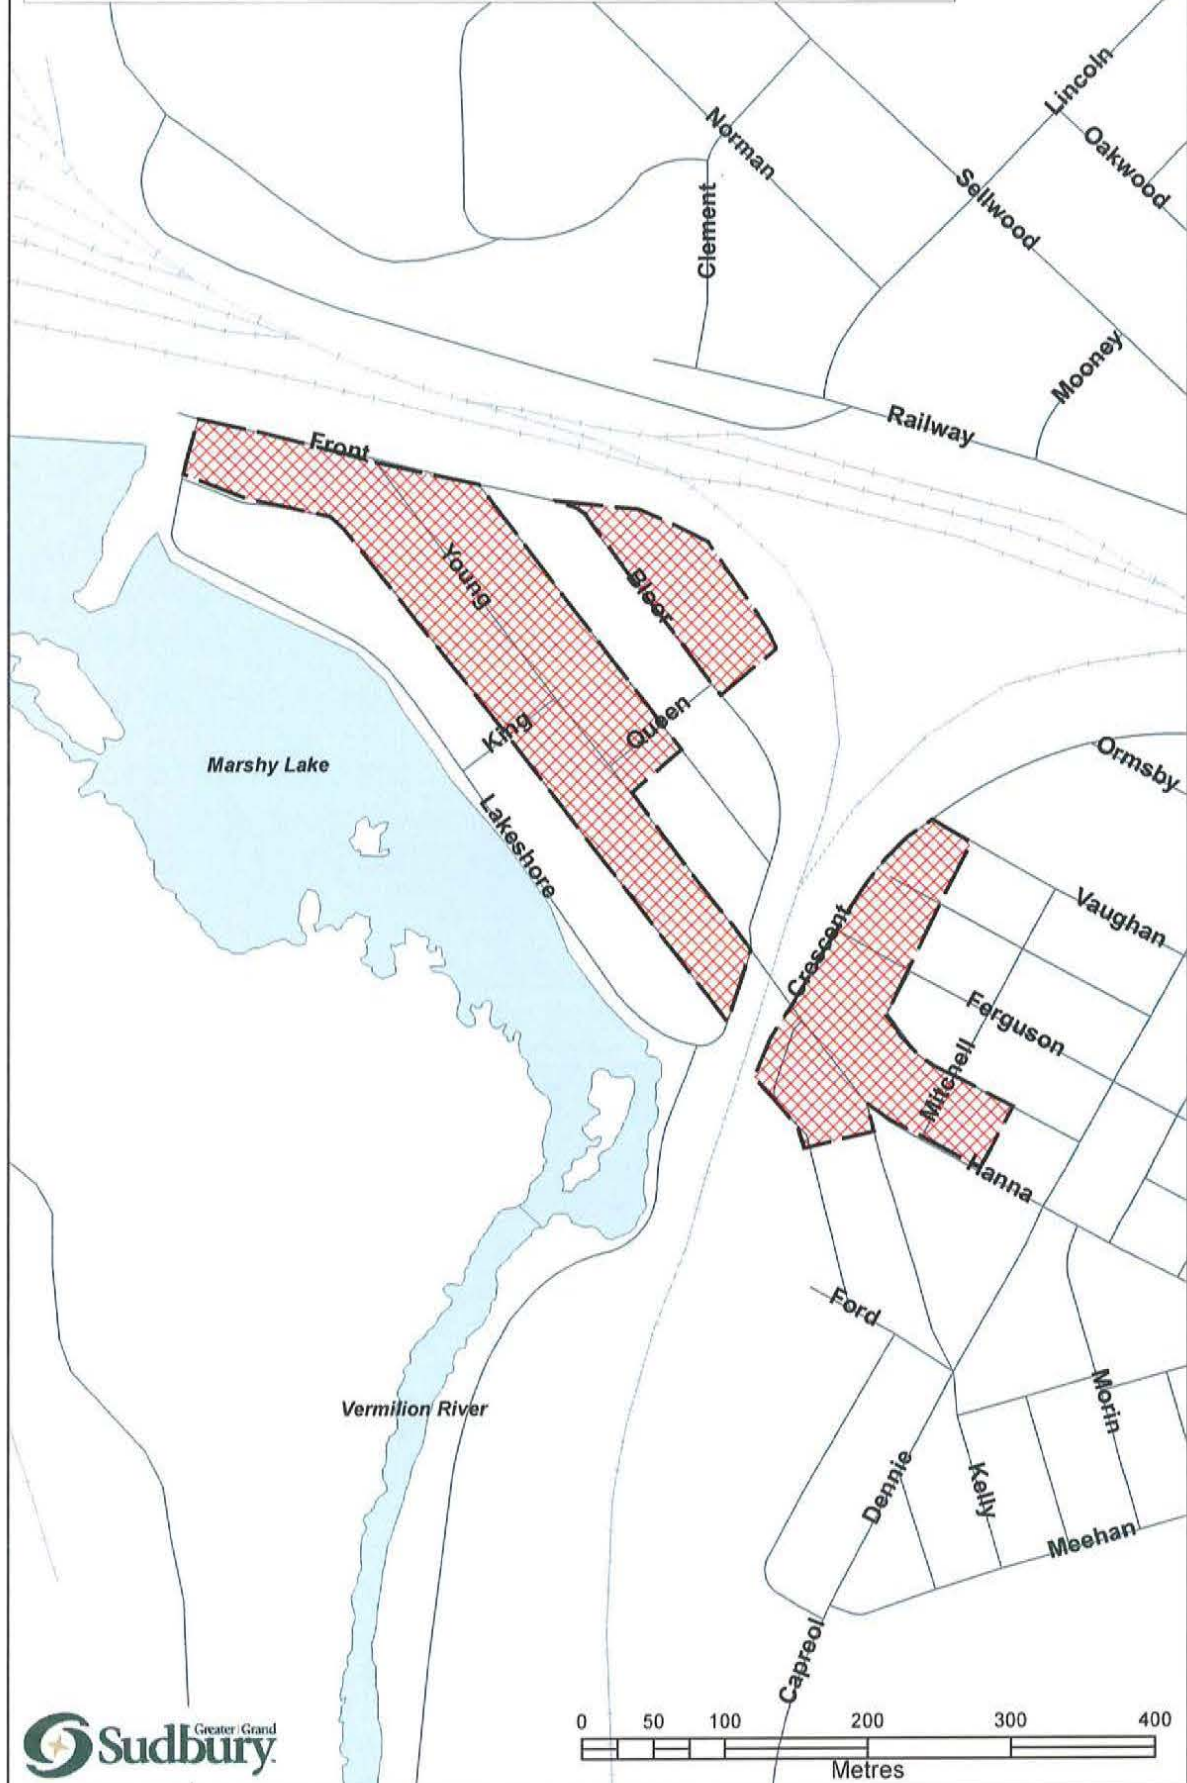 Lincoln
Norman
Oakwood
Sellwood
Clement
Mooney
Railway
Front
Young
Bloor
Queen
King
Marshy Lake
Ormsby
Lakeshore
Vaughan
Crescent
Ferguson
Mitchell
Hanna
Ford
Vermilion River
Morin
Dennie
Kelly
Meehan
Capreol
Greater Grand
Sudbury
0 50 100 200 300 400
Metres